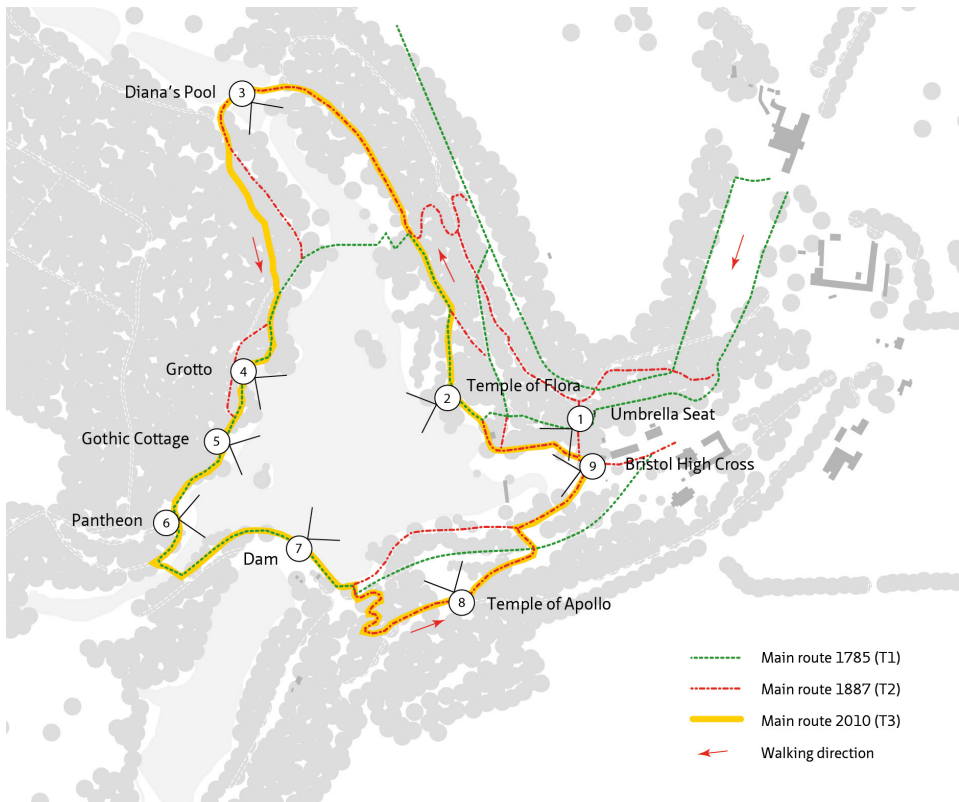 Diana's Pool
3
Grotto
4
2
Temple of Flora
1
Umbrella Seat
Gothic Cottage
5
9
Bristol High Cross
Pantheon
6
7
Dam
8
Temple of Apollo
Main route 1785 (T1)
Main route 1887 (T2)
Main route 2010 (T3)
Walking direction